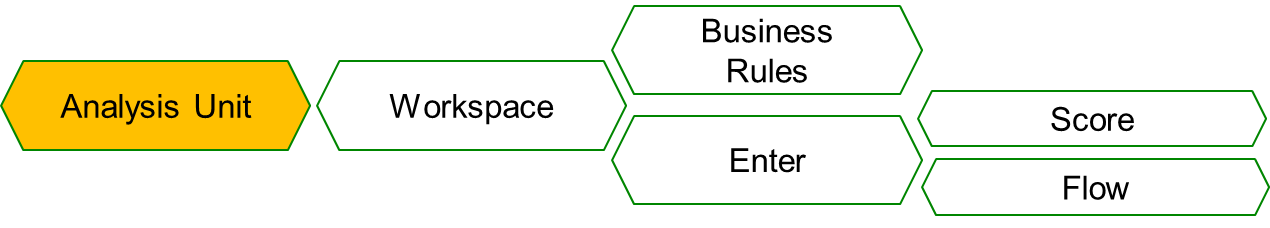 Analysis Unit
Workspace
Business
Rules
Enter
Score
Flow